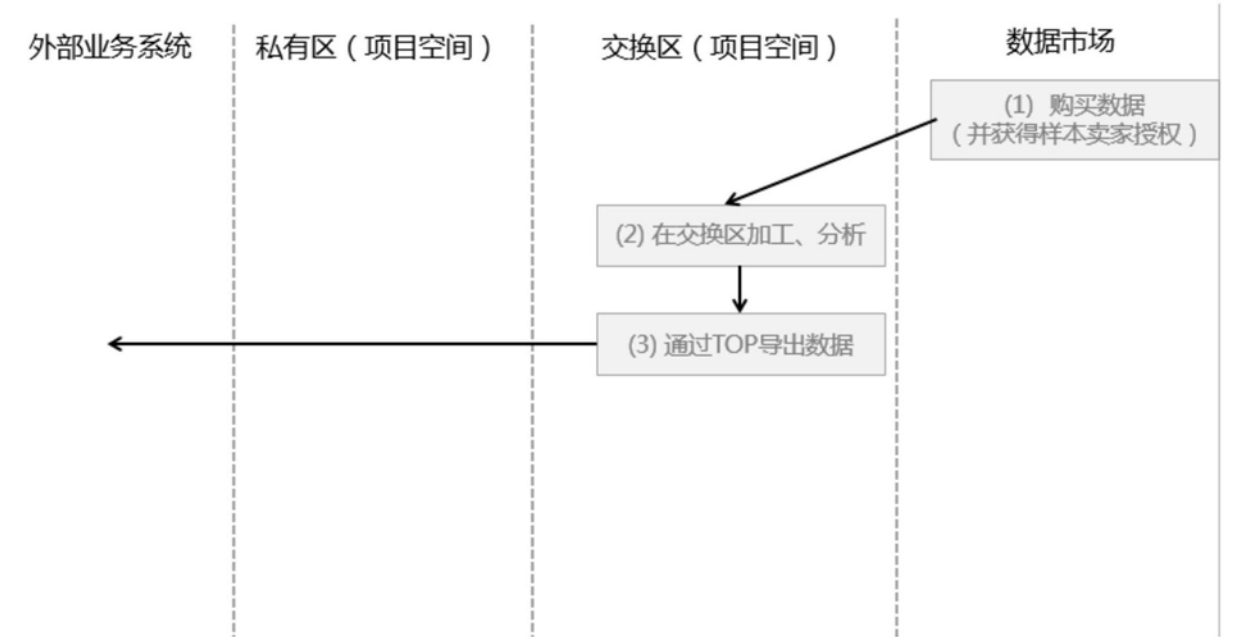 外部业务系统
私有区（项目空间）
交换区（项目空间）
数据市场
(1) 购买数据
（并获得样本卖家授权）
(2) 在交换区加工、分析
(3) 通过TOP导出数据